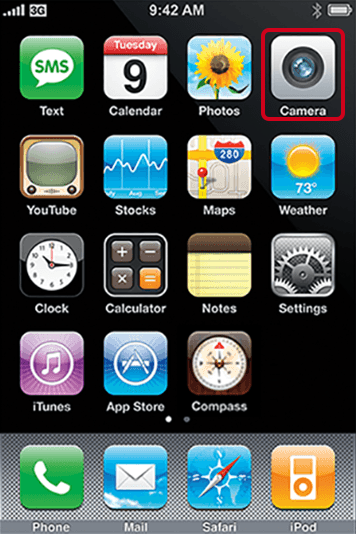 3G 9:42 AM
SMS Tuesday 9
Text Calendar Photos Camera
280 73°
YouTube Stocks Maps Weather
Clock Calculator Notes Settings
iTunes App Store Compass
Phone Mail Safari iPod